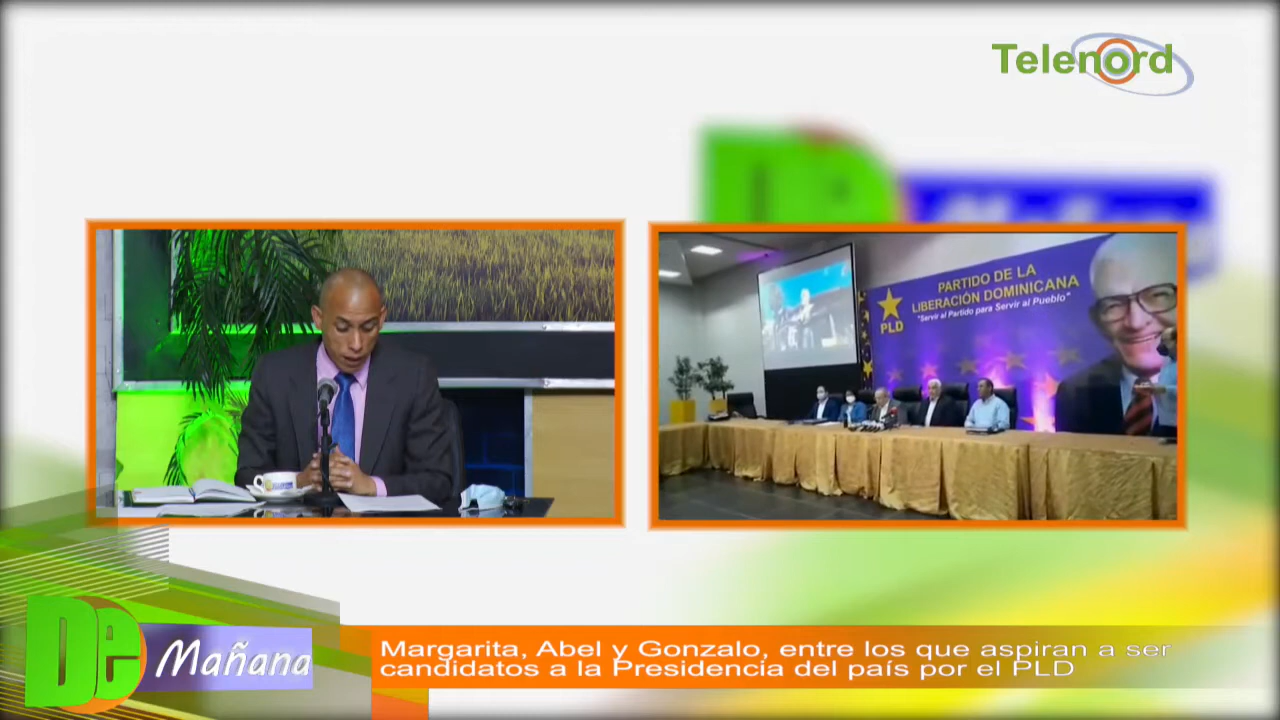 Telenord
PARTIDO DE LA
LIBERACIÓN DOMINICANA
"Servir al Partido para Servir al Pueblo"
PLD
De
Mañana
Margarita, Abel y Gonzalo, entre los que aspiran a ser
candidatos a la Presidencia del país por el PLD